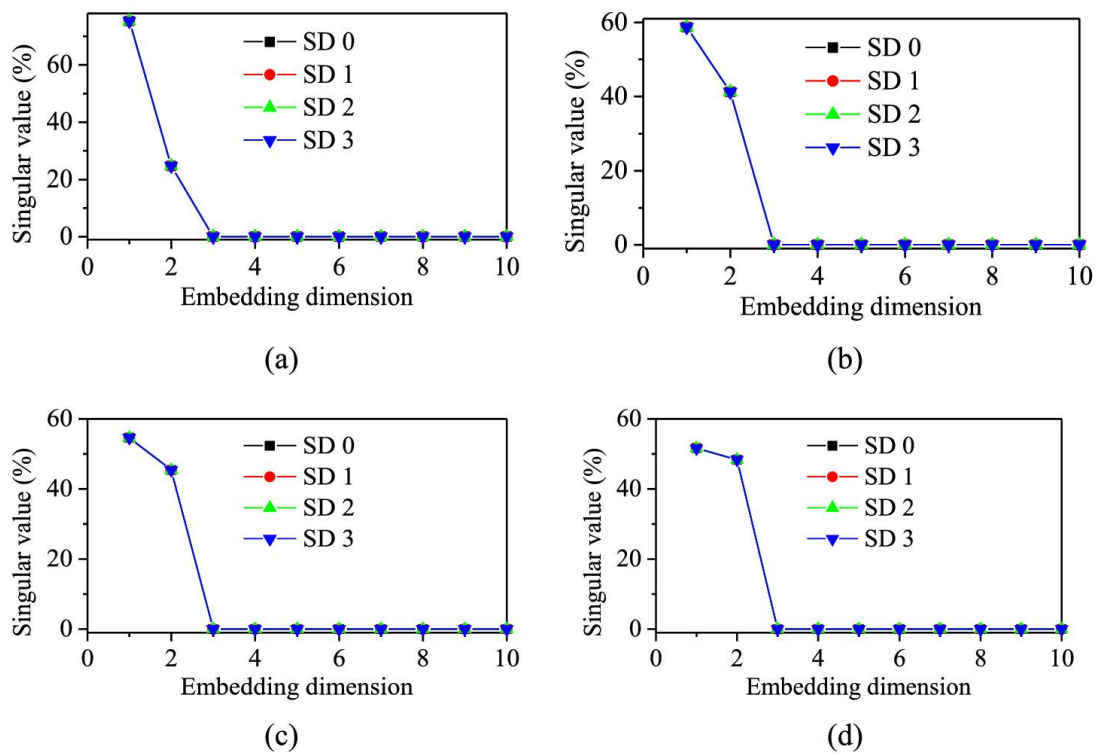 Singular value (%)
60
40
20
0
SD 0
SD 1
SD 2
SD 3
0 2 4 6 8 10
Embedding dimension
(a)
Singular value (%)
60
40
20
0
SD 0
SD 1
SD 2
SD 3
0 2 4 6 8 10
Embedding dimension
(b)
Singular value (%)
60
40
20
0
SD 0
SD 1
SD 2
SD 3
0 2 4 6 8 10
Embedding dimension
(c)
Singular value (%)
60
40
20
0
SD 0
SD 1
SD 2
SD 3
0 2 4 6 8 10
Embedding dimension
(d)